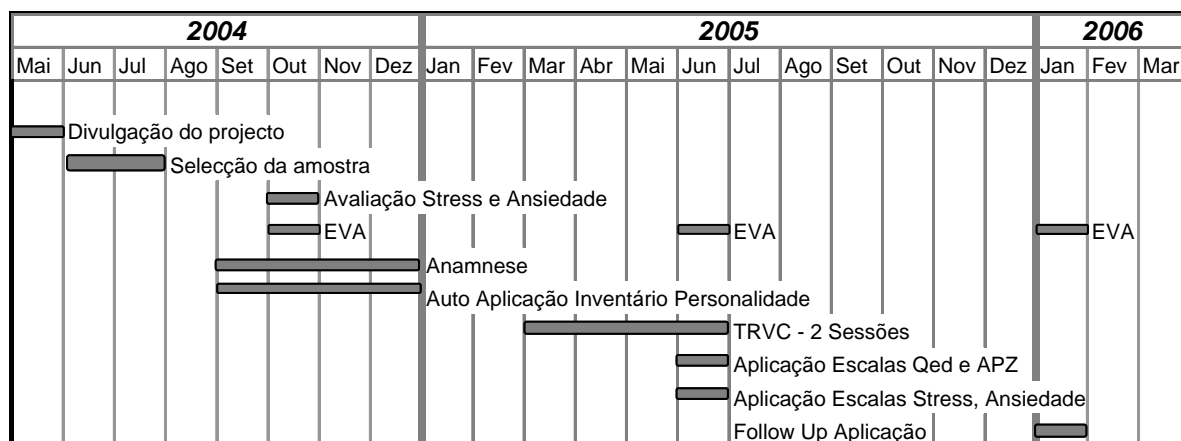 2004 2005 2006
Mai Jun Jul Ago Set Out Nov Dez Jan Fev Mar Abr Mai Jun Jul Ago Set Out Nov Dez Jan Fev Mar
Divulgação do projecto
Selecção da amostra
Avaliação Stress e Ansiedade
EVA EVA EVA
Anamnese
Auto Aplicação Inventário Personalidade
TRVC - 2 Sessões
Aplicação Escalas Qed e APZ
Aplicação Escalas Stress, Ansiedade
Follow Up Aplicação